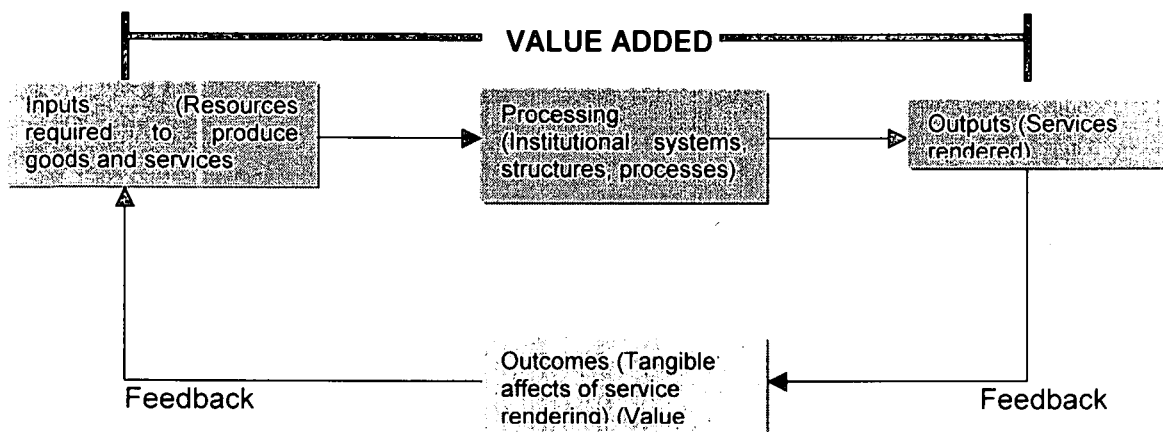 VALUE ADDED
Inputs (Resources
required to produce
goods and services
Processing
(Institutional systems,
structures, processes)
Outputs (Services
rendered)
Outcomes (Tangible
affects of service
rendering) (Value
Feedback
Feedback